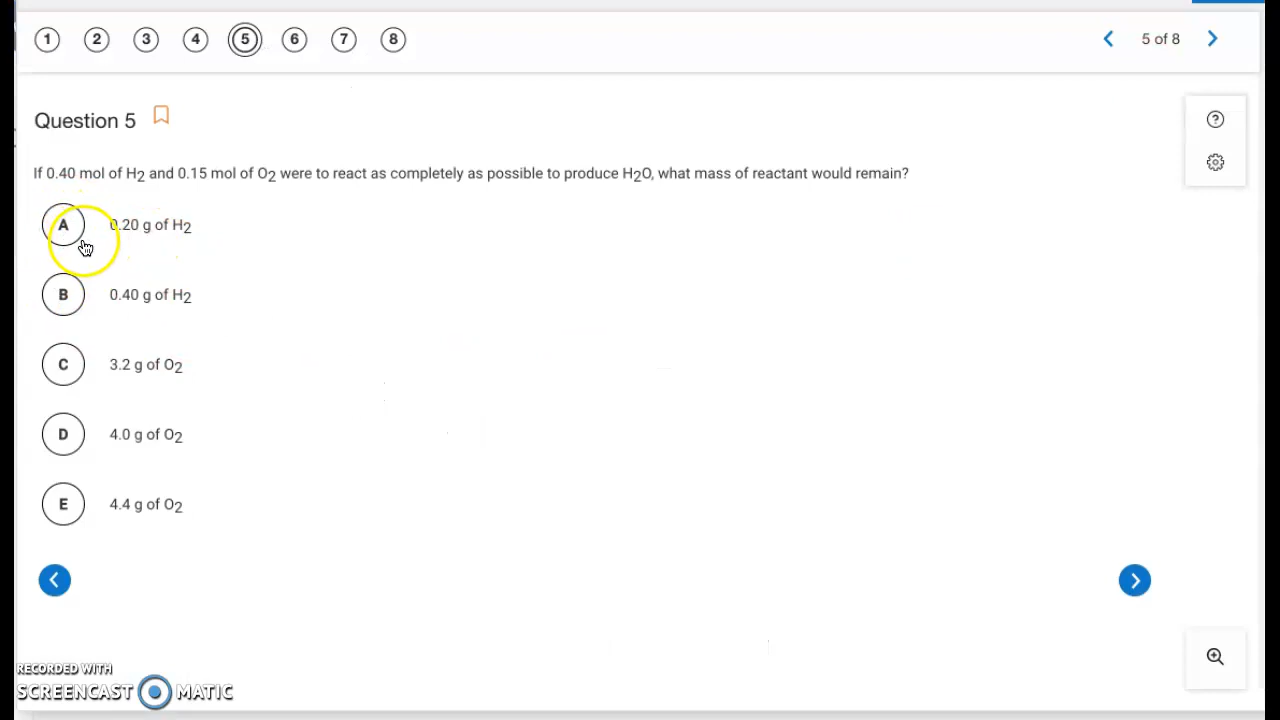 1 2 3 4 5 6 7 8 5 of 8
Question 5
If 0.40 mol of H2 and 0.15 mol of O2 were to react as completely as possible to produce H2O, what mass of reactant would remain?
A 0.20 g of H2
B 0.40 g of H2
C 3.2 g of O2
D 4.0 g of O2
E 4.4 g of O2
RECORDED WITH
SCREENCAST MATIC